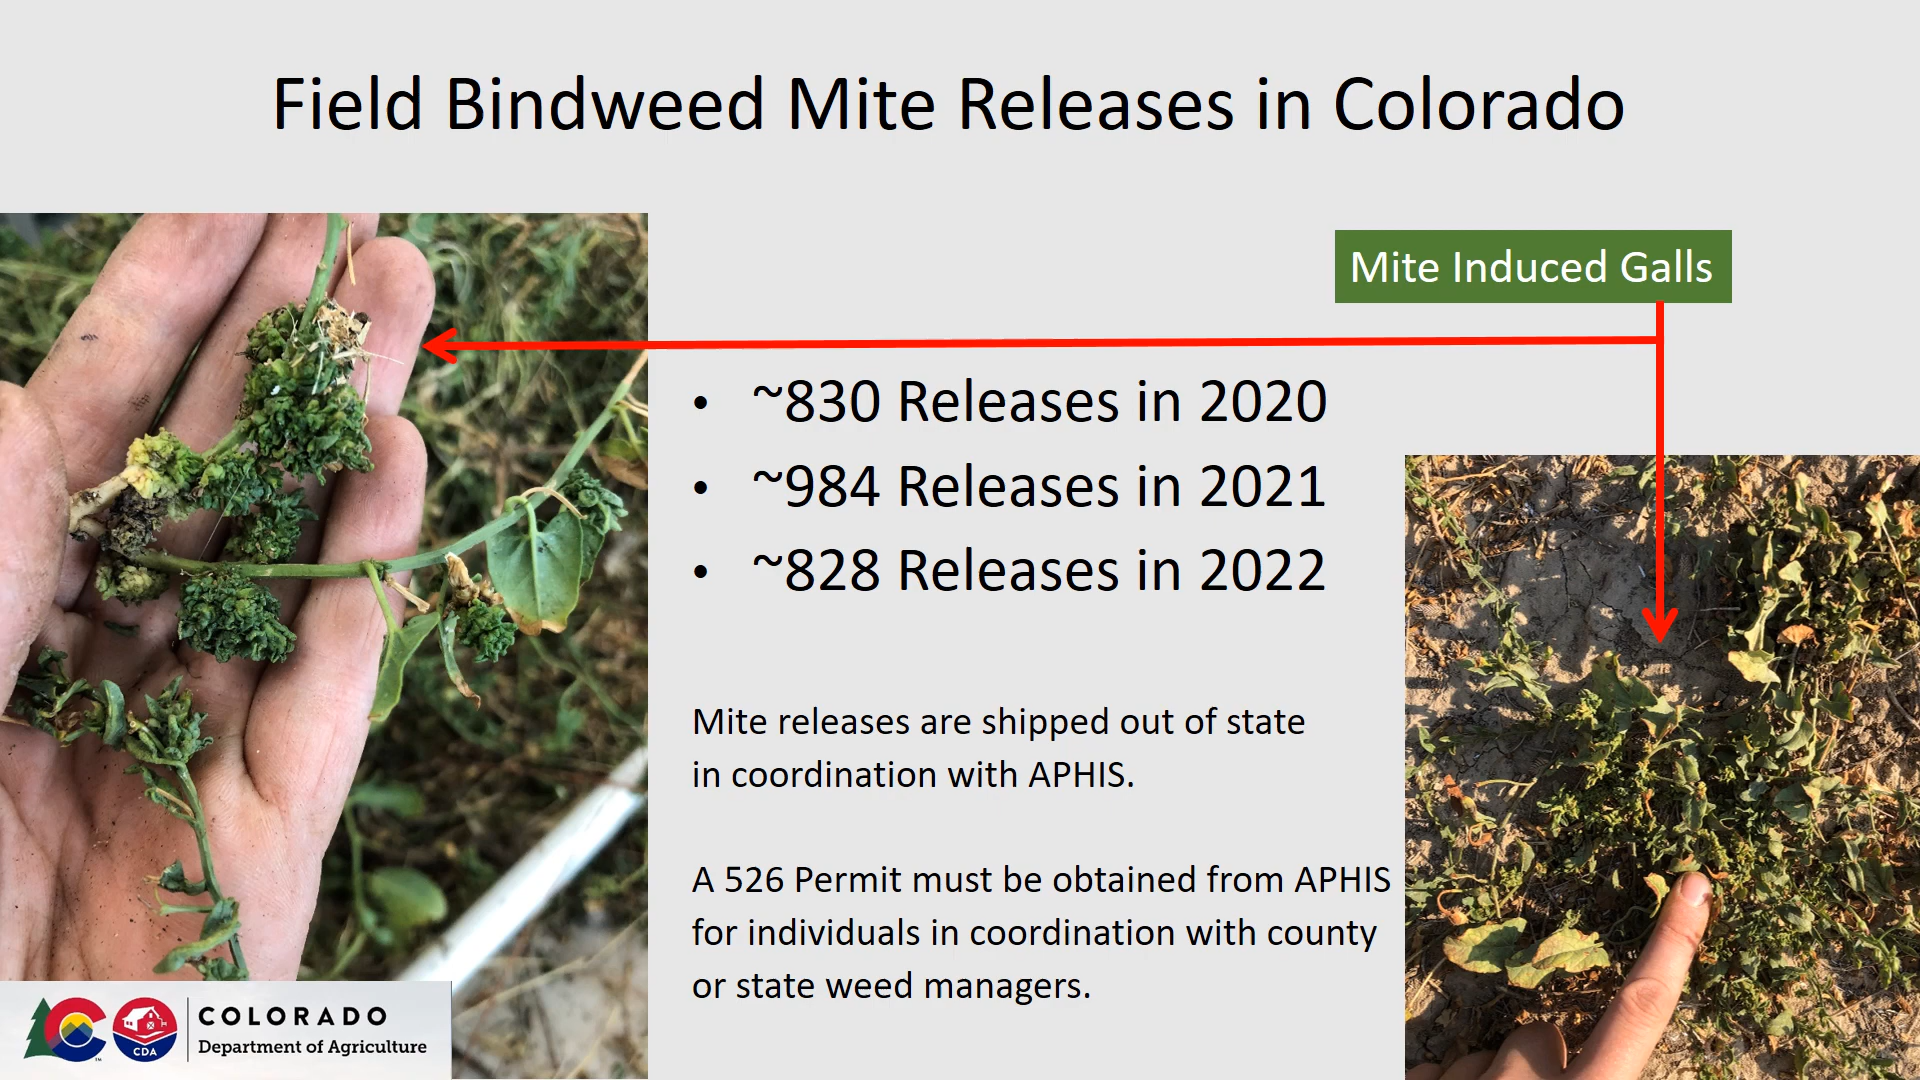 Field Bindweed Mite Releases in Colorado
Mite Induced Galls
• ~830 Releases in 2020
• ~984 Releases in 2021
• ~828 Releases in 2022
Mite releases are shipped out of state
in coordination with APHIS.
A 526 Permit must be obtained from APHIS
for individuals in coordination with county
or state weed managers.
CDA
COLORADO
Department of Agriculture